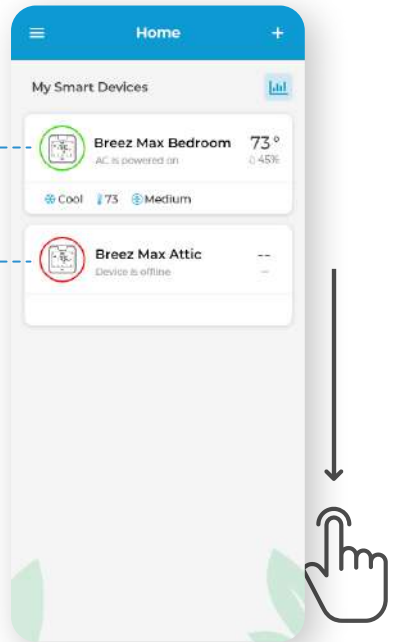 Home
My Smart Devices
Breez Max Bedroom 73°
AC is powered on 45%
Cool 73 Medium
Breez Max Attic --
Device is offline --